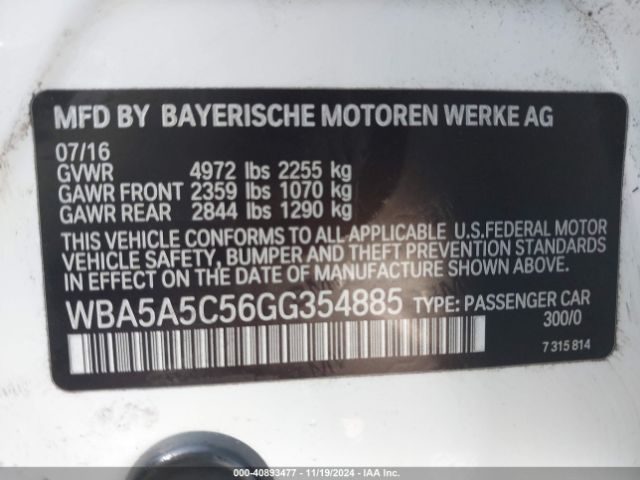 MFD BY BAYERISCHE MOTOREN WERKE AG
07/16
GVWR 4972 lbs 2255 kg
GAWR FRONT 2359 lbs 1070 kg
GAWR REAR 2844 lbs 1290 kg
THIS VEHICLE CONFORMS TO ALL APPLICABLE U.S.FEDERAL MOTOR
VEHICLE SAFETY, BUMPER AND THEFT PREVENTION STANDARDS
IN EFFECT ON THE DATE OF MANUFACTURE SHOWN ABOVE.
WBA5A5C56GG354885 TYPE: PASSENGER CAR
300/0
7 315 814
000-40893477 - 11/19/2024 - IAA Inc.